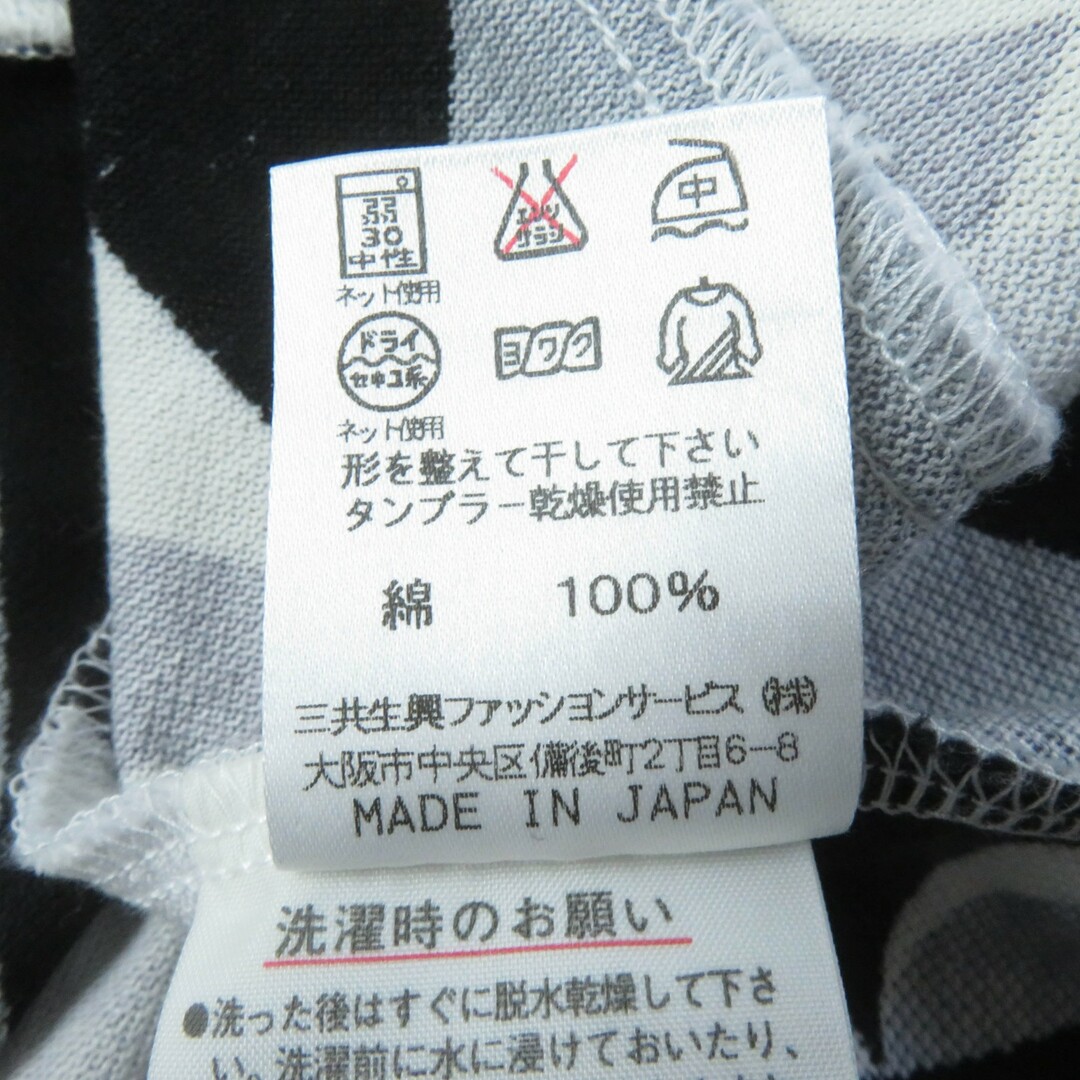 弱
30
中性
エンソ
サラシ
中
ネット使用
ドライ
セキユ系
ヨワク
ネット使用
形を整えて干して下さい
タンブラー乾燥使用禁止
綿 100%
三共生興ファッションサービス ㈱
大阪市中央区備後町2丁目6-8
MADE IN JAPAN
洗濯時のお願い
●洗った後はすぐに脱水乾燥して下さ
い。洗濯前に水に浸けておいたり、